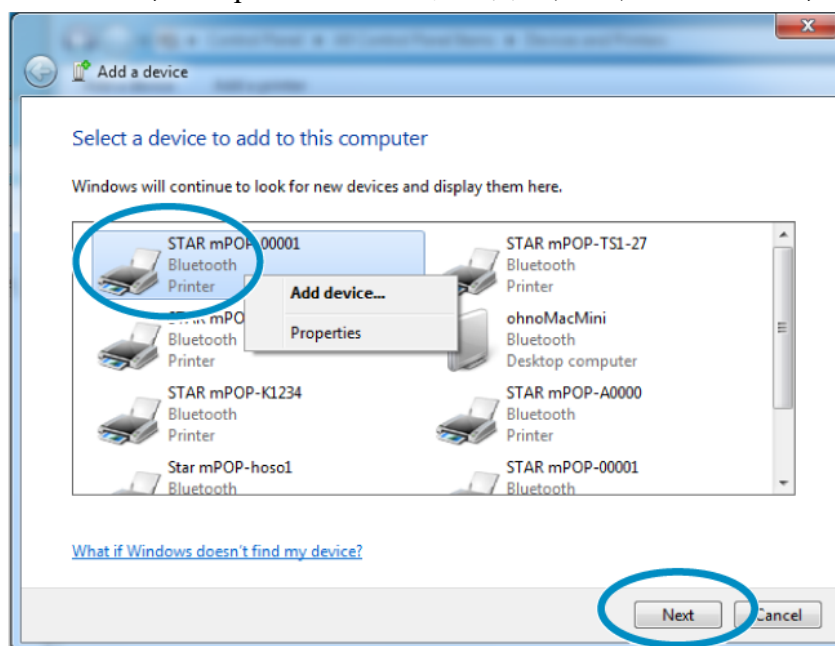 Add a device
Select a device to add to this computer
Windows will continue to look for new devices and display them here.
STAR mPOP-00001
Bluetooth
Printer
STAR mPOP-TS1-27
Bluetooth
Printer
Add device...
Properties
STAR mPO
Bluetooth
Printer
ohnoMacMini
Bluetooth
Desktop computer
STAR mPOP-K1234
Bluetooth
Printer
STAR mPOP-A0000
Bluetooth
Printer
Star mPOP-hoso1
Bluetooth
STAR mPOP-00001
Bluetooth
What if Windows doesn't find my device?
Next
Cancel